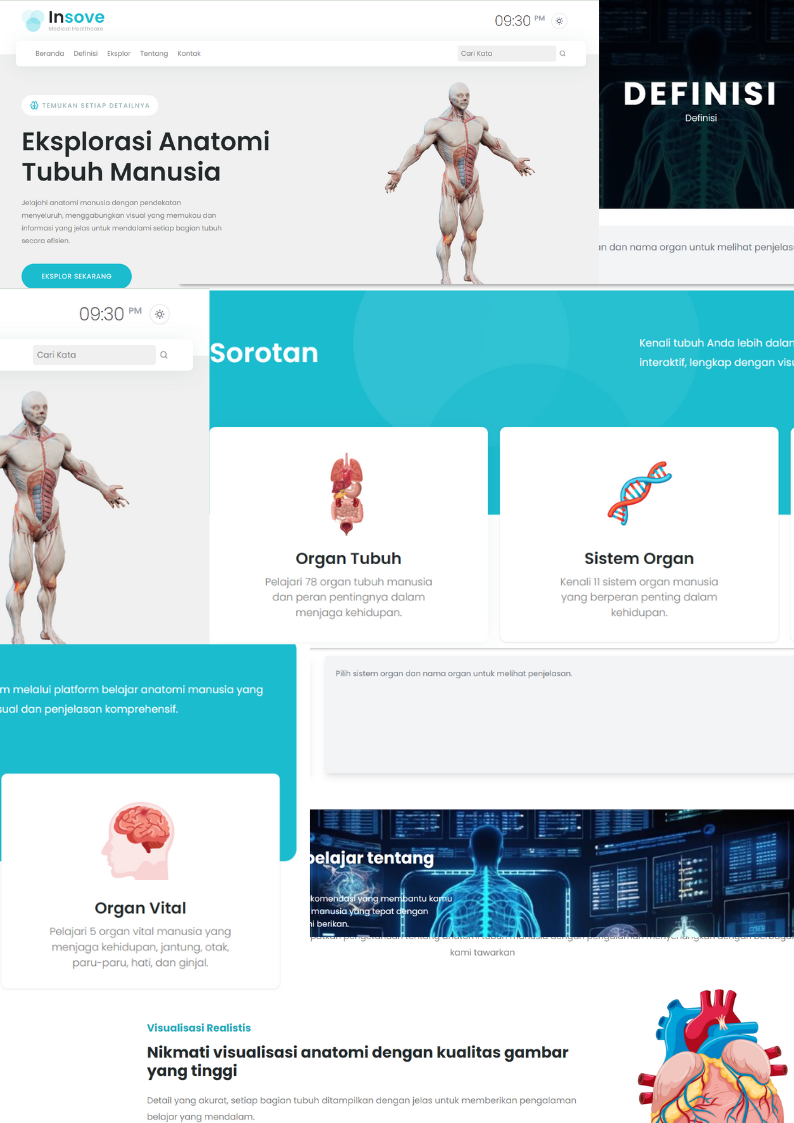 Insove
Medical Healthcare
09:30 PM
Beranda Definisi Eksplor Tentang Kontak
Cari Kata
TEMUKAN SETIAP DETAILNYA
Eksplorasi Anatomi
Tubuh Manusia
Jelajahi anatomi manusia dengan pendekatan
menyeluruh, menggabungkan visual yang memukau dan
informasi yang jelas untuk mendalami setiap bagian tubuh
secara efisien.
EKSPLOR SEKARANG
DEFINISI
Definisi
n dan nama organ untuk melihat penjelas
09:30 PM
Cari Kata
Sorotan
Kenali tubuh Anda lebih dalam
interaktif, lengkap dengan visu
Organ Tubuh
Pelajari 78 organ tubuh manusia
dan peran pentingnya dalam
menjaga kehidupan.
Sistem Organ
Kenali 11 sistem organ manusia
yang berperan penting dalam
kehidupan.
m melalui platform belajar anatomi manusia yang
sual dan penjelasan komprehensif.
Organ Vital
Pelajari 5 organ vital manusia yang
menjaga kehidupan, jantung, otak,
paru-paru, hati, dan ginjal.
Pilih sistem organ dan nama organ untuk melihat penjelasan.
belajar tentang
komendasi yang membantu kamu
manusia yang tepat dengan
ni berikan.
kami tawarkan
Visualisasi Realistis
Nikmati visualisasi anatomi dengan kualitas gambar
yang tinggi
Detail yang akurat, setiap bagian tubuh ditampilkan dengan jelas untuk memberikan pengalaman
belajar yang mendalam.